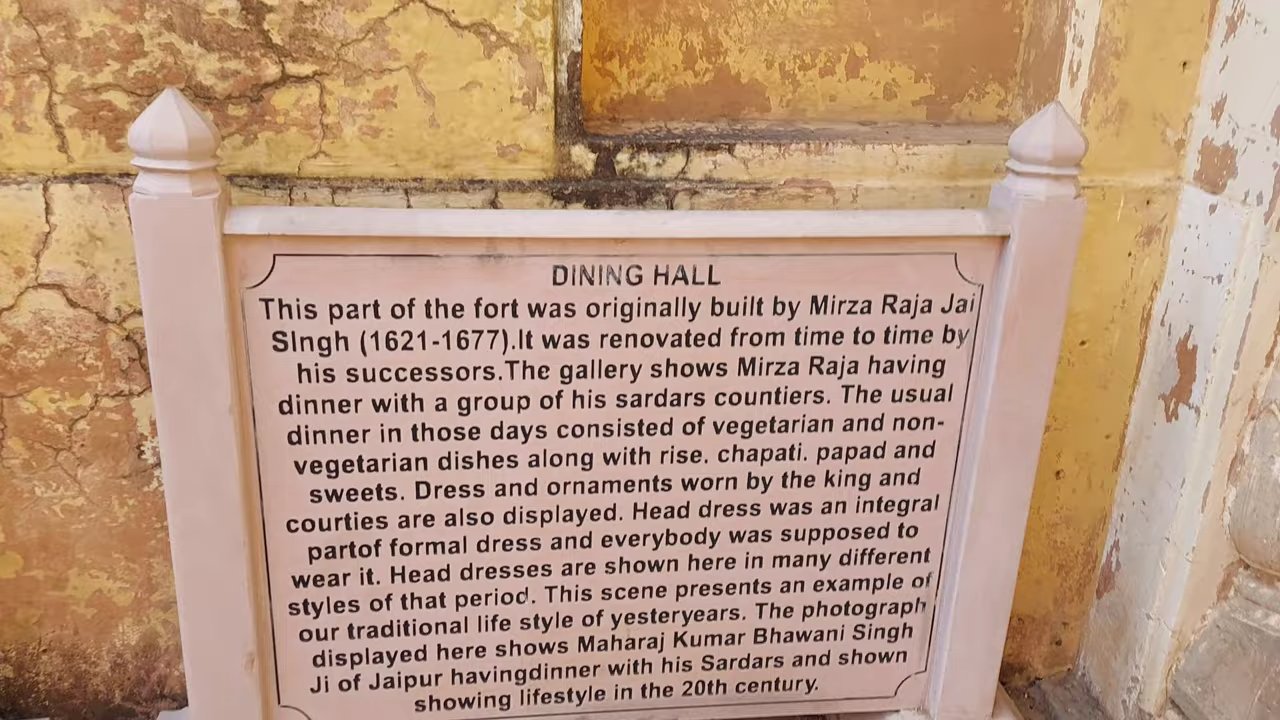 DINING HALL
This part of the fort was originally built by Mirza Raja Jai
SIngh (1621-1677).It was renovated from time to time by
his successors.The gallery shows Mirza Raja having
dinner with a group of his sardars countiers. The usual
dinner in those days consisted of vegetarian and non-
vegetarian dishes along with rise. chapati. papad and
sweets. Dress and ornaments worn by the king and
courties are also displayed. Head dress was an integral
partof formal dress and everybody was supposed to
wear it. Head dresses are shown here in many different
styles of that period. This scene presents an example of
our traditional life style of yesteryears. The photograph
displayed here shows Maharaj Kumar Bhawani Singh
Ji of Jaipur havingdinner with his Sardars and shown
showing lifestyle in the 20th century.